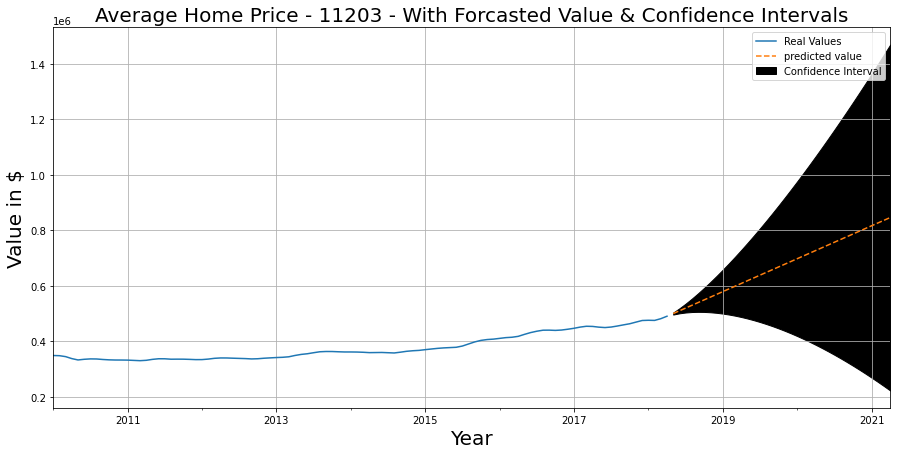 Average Home Price - 11203 - With Forcasted Value & Confidence Intervals
1e6
Real Values
predicted value
Confidence Interval
1.4
1.2
1.0
0.8
0.6
0.4
0.2
Value in $
2011
2013
2015
2017
2019
2021
Year